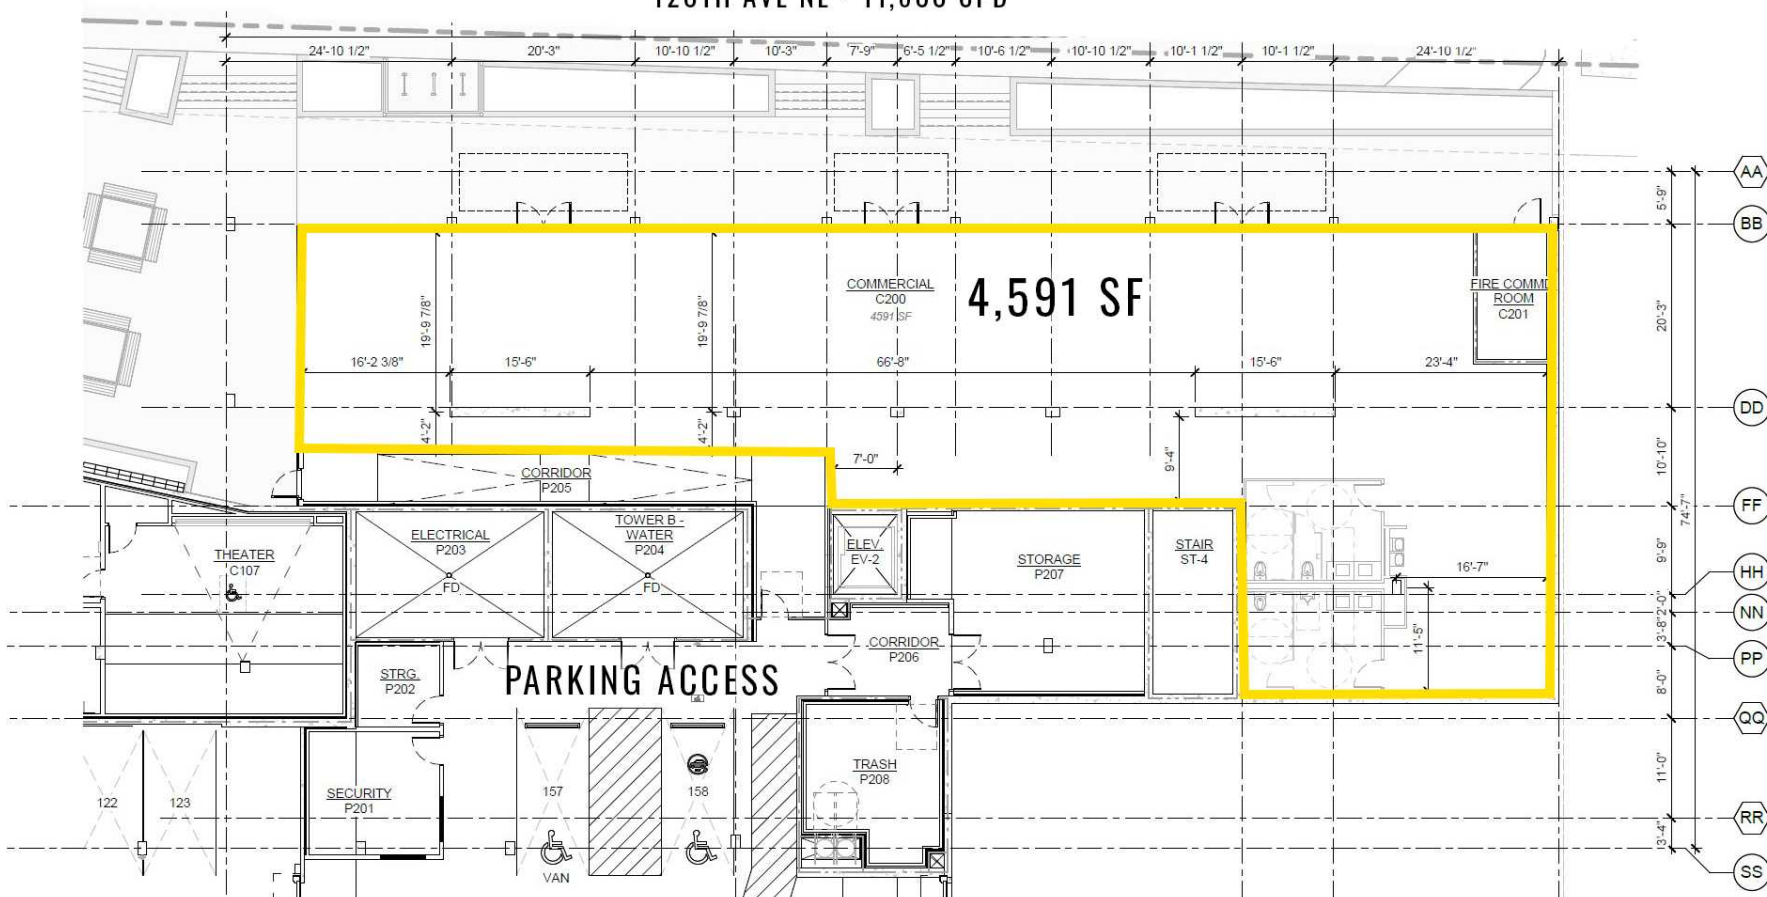 24'-10 1/2" 20'-3" 10'-10 1/2" 10'-3" 7'-9" 6'-5 1/2" 10'-6 1/2" 10'-10 1/2" 10'-1 1/2" 10'-1 1/2" 24'-10 1/2"
AA
5'-9"
BB
COMMERCIAL
C200
4591 SF
4,591 SF
FIRE COMMD
ROOM
C201
19'-9 7/8"
19'-9 7/8"
20'-3"
16'-2 3/8" 15'-6" 66'-8" 15'-6" 23'-4"
DD
4'-2"
4'-2"
7'-0"
9'-4"
10'-10"
CORRIDOR
P205
FF
74'-7"
THEATER
C107
ELECTRICAL
P203
FD
TOWER B -
WATER
P204
FD
ELEV.
EV-2
STORAGE
P207
STAIR
ST-4
16'-7"
9'-9"
HH
2'-0"
NN
11'-5"
3'-8"
PP
CORRIDOR
P206
STRG.
P202
PARKING ACCESS
8'-0"
QQ
SECURITY
P201
122
123
157
158
VAN
TRASH
P208
11'-0"
RR
3'-4"
SS